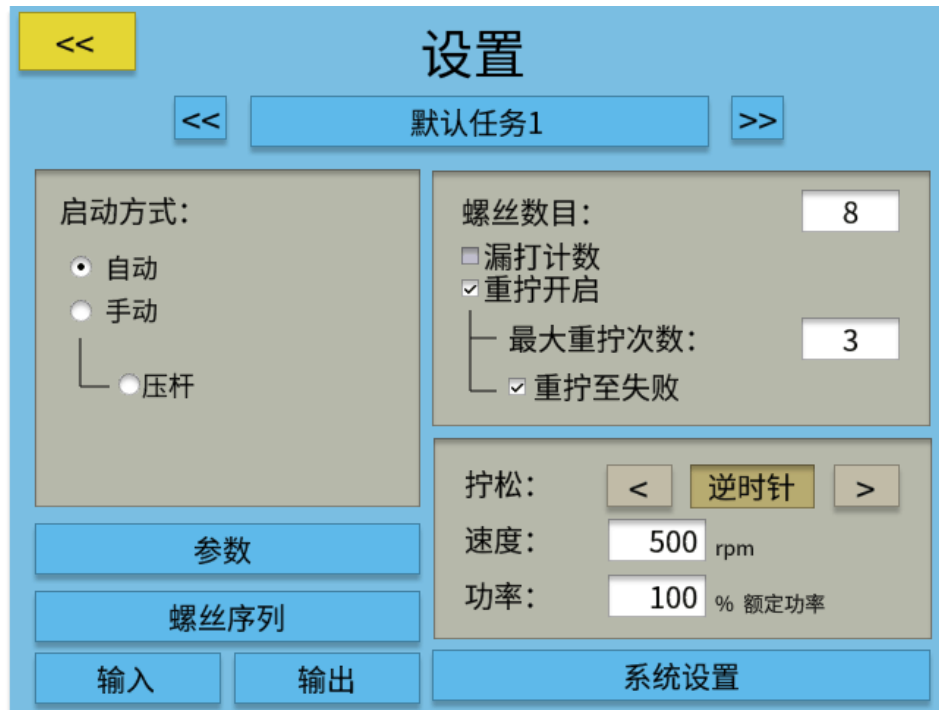 <<
设置
<< 默认任务1 >>
启动方式：
自动
手动
压杆
螺丝数目： 8
漏打计数
重拧开启
最大重拧次数： 3
重拧至失败
拧松： < 逆时针 >
速度： 500 rpm
功率： 100 % 额定功率
参数
螺丝序列
输入 输出
系统设置